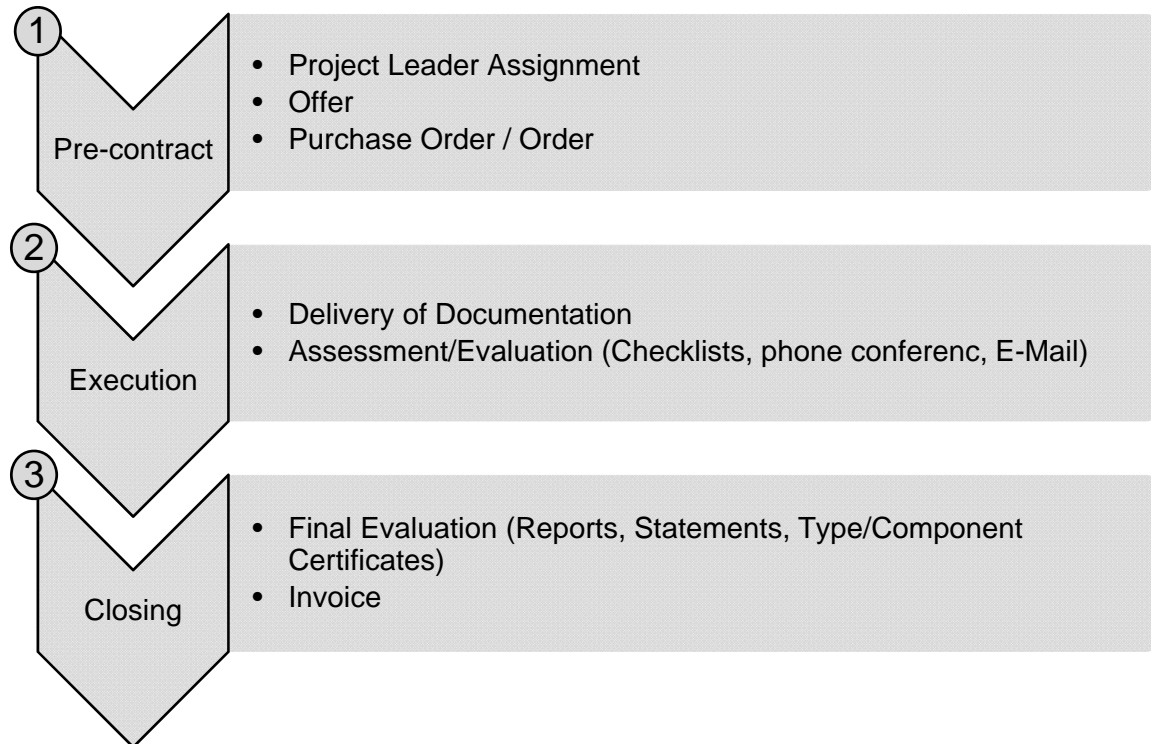 1
Pre-contract
• Project Leader Assignment
• Offer
• Purchase Order / Order
2
Execution
• Delivery of Documentation
• Assessment/Evaluation (Checklists, phone conferenc, E-Mail)
3
Closing
• Final Evaluation (Reports, Statements, Type/Component
Certificates)
• Invoice